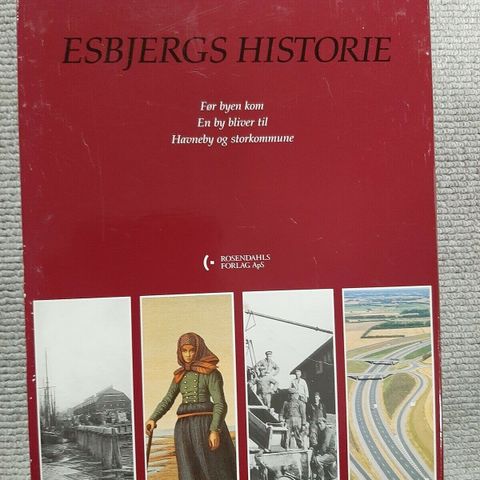 ESBJERGS HISTORIE
Før byen kom
En by bliver til
Havneby og storkommune
ROSENDAHLS
FORLAG ApS